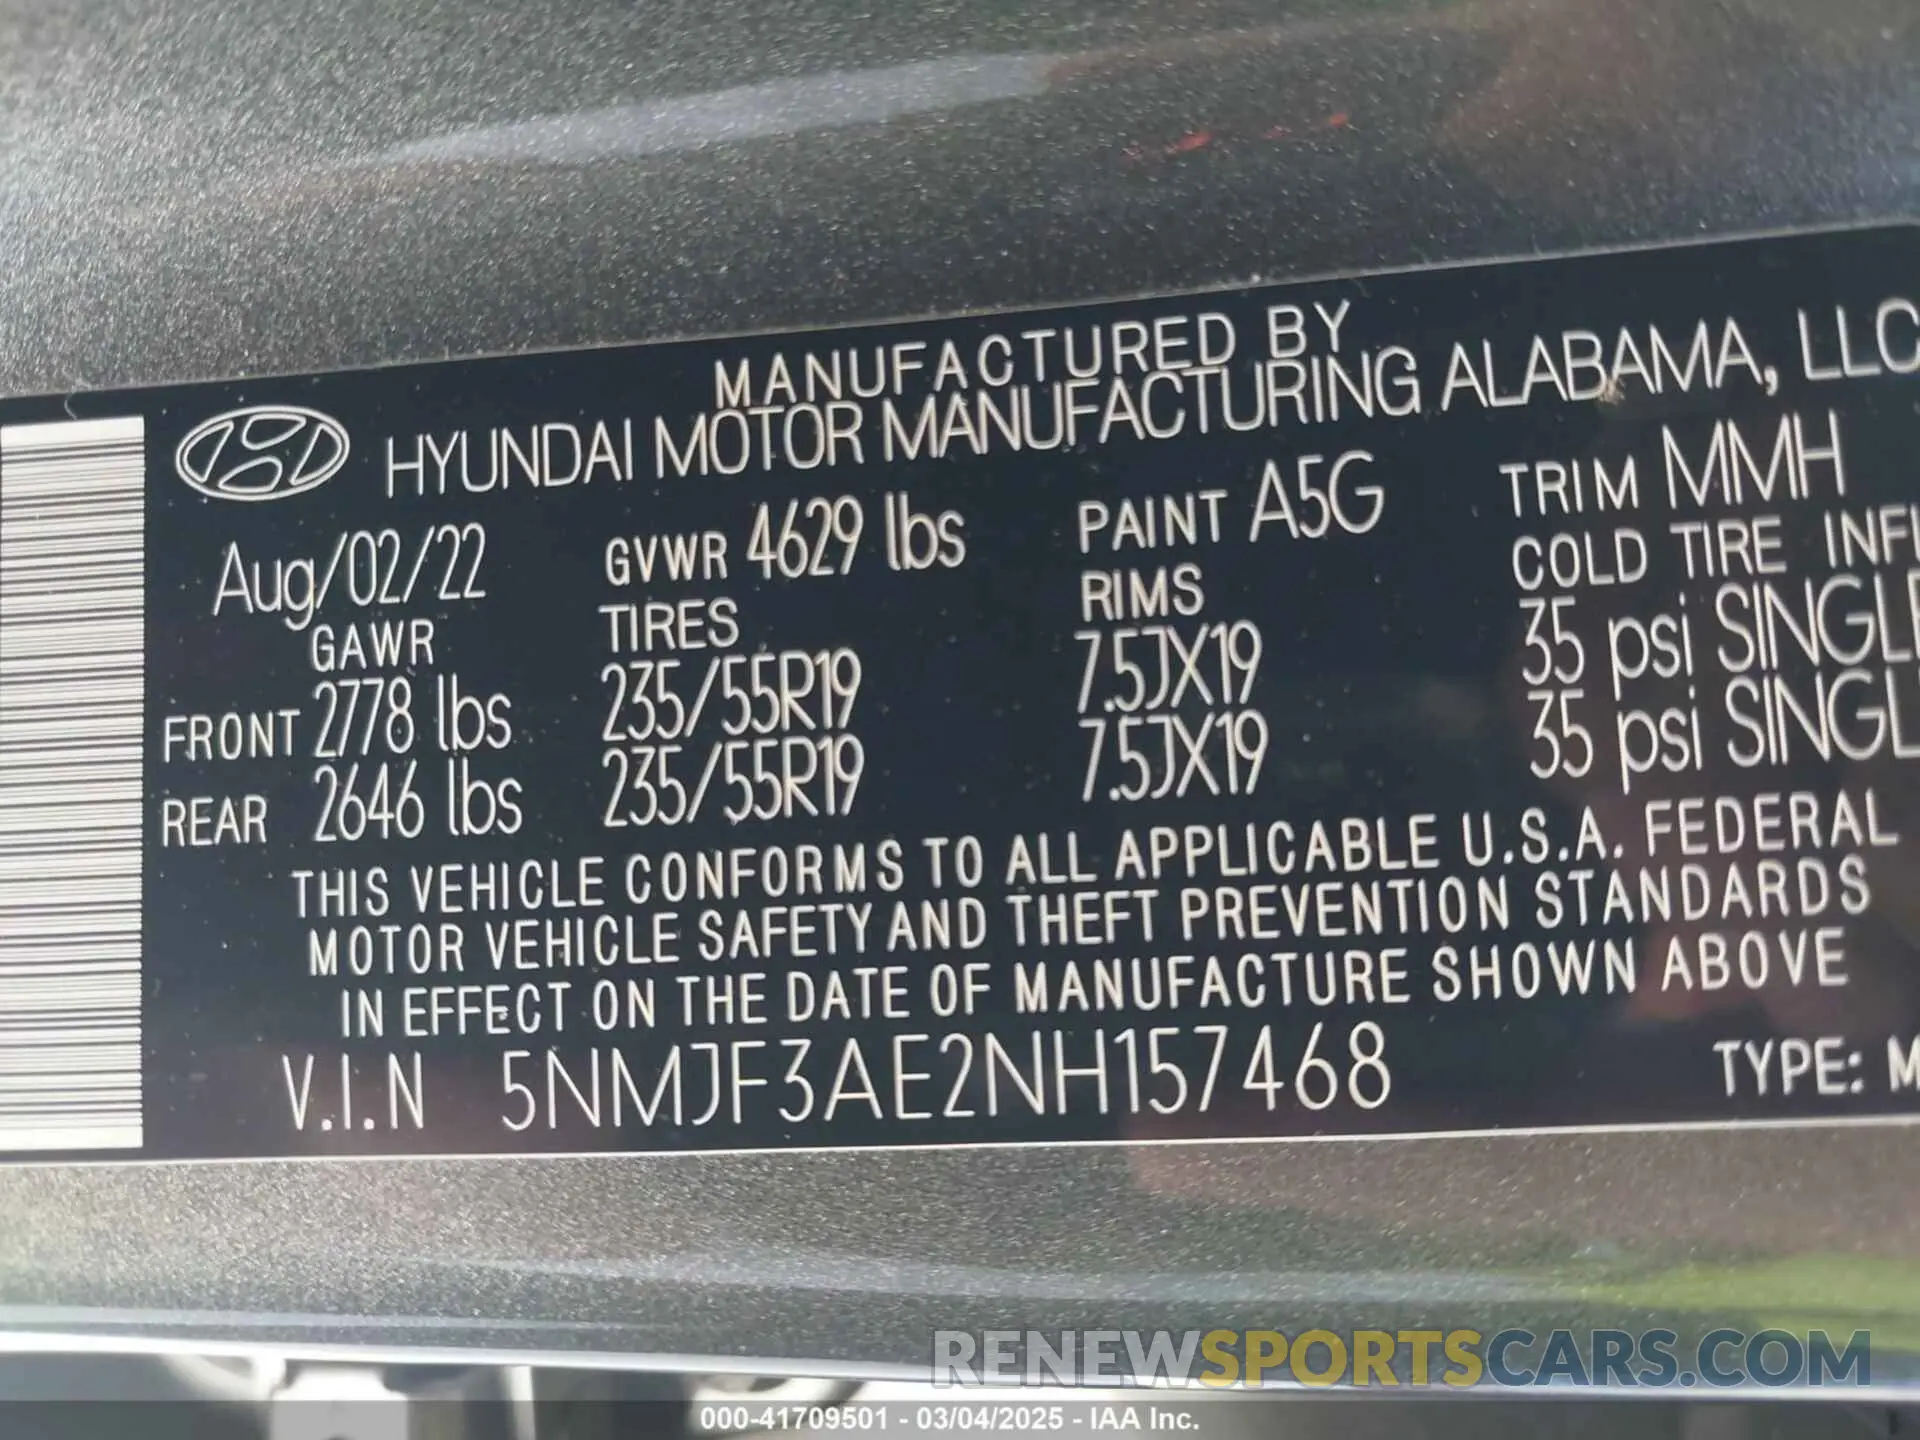 MANUFACTURED BY
HYUNDAI MOTOR MANUFACTURING ALABAMA, LLC
Aug/02/22 GVWR 4629 lbs PAINT A5G TRIM MMH
GAWR TIRES RIMS COLD TIRE INFL
FRONT 2778 lbs 235/55R19 7.5JX19 35 psi SINGLE
REAR 2646 lbs 235/55R19 7.5JX19 35 psi SINGL
THIS VEHICLE CONFORMS TO ALL APPLICABLE U.S.A. FEDERAL
MOTOR VEHICLE SAFETY AND THEFT PREVENTION STANDARDS
IN EFFECT ON THE DATE OF MANUFACTURE SHOWN ABOVE
V.I.N 5NMJF3AE2NH157468 TYPE: M
RENEWSPORTSCARS.COM
000-41709501 - 03/04/2025 - IAA Inc.